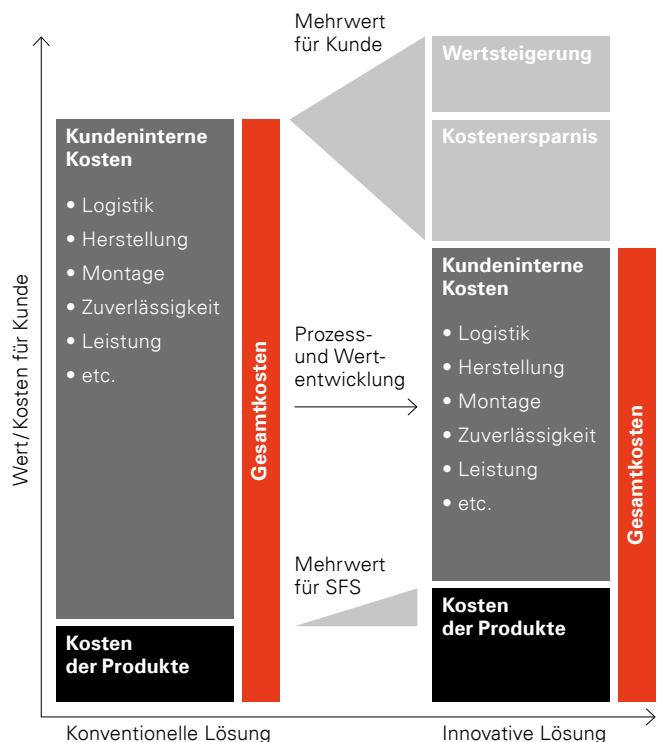 Mehrwert
für Kunde
Wertsteigerung
Kostenersparnis
Kundeninterne
Kosten
• Logistik
• Herstellung
• Montage
• Zuverlässigkeit
• Leistung
• etc.
Gesamtkosten
Wert/Kosten für Kunde
Prozess-
und Wert-
entwicklung
Kundeninterne
Kosten
• Logistik
• Herstellung
• Montage
• Zuverlässigkeit
• Leistung
• etc.
Gesamtkosten
Mehrwert
für SFS
Kosten
der Produkte
Kosten
der Produkte
Konventionelle Lösung
Innovative Lösung